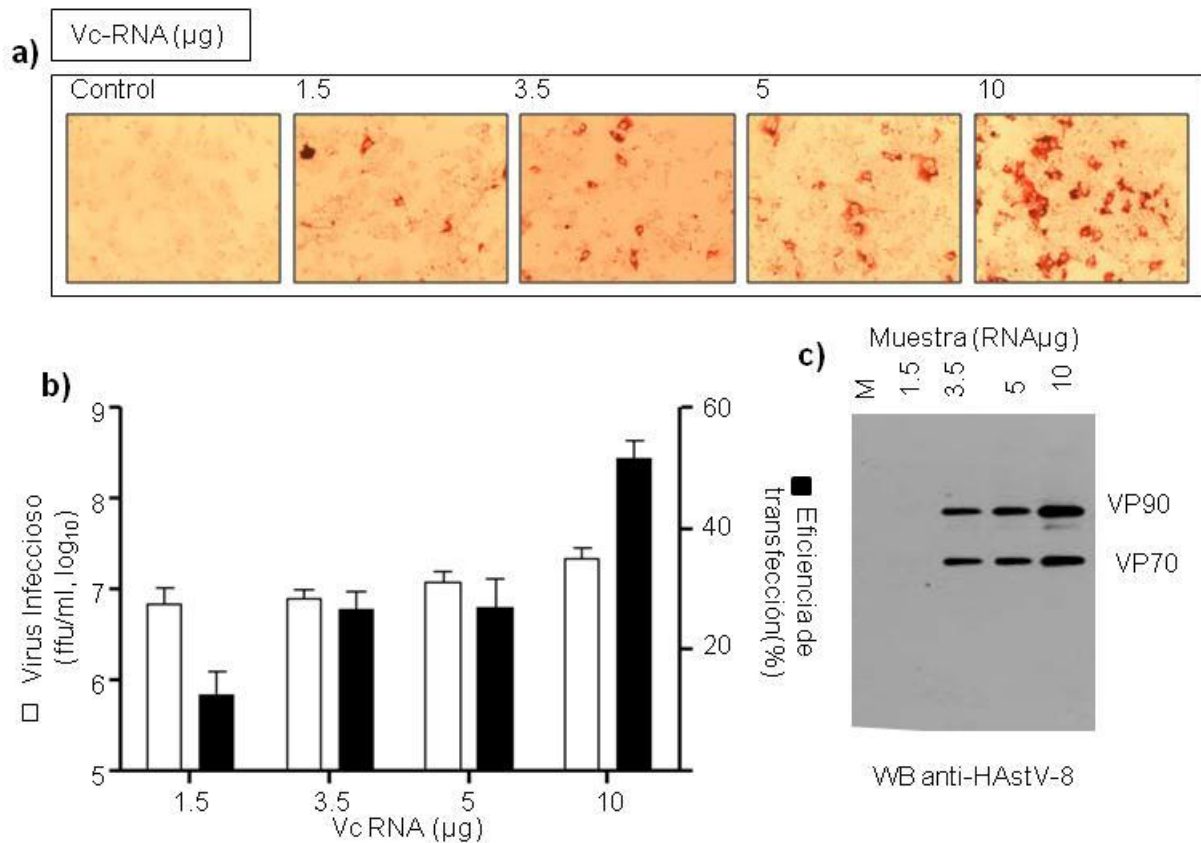 a)
Vc-RNA (µg)
Control 1.5 3.5 5 10
b)
Virus Infeccioso
(ffu/ml, log₁₀)
9
8
7
6
5
60
40
20
Eficiencia de
transfección(%)
1.5 3.5 5 10
Vc RNA (µg)
c)
Muestra (RNAµg)
M 1.5 3.5 5 10
VP90
VP70
WB anti-HAstV-8